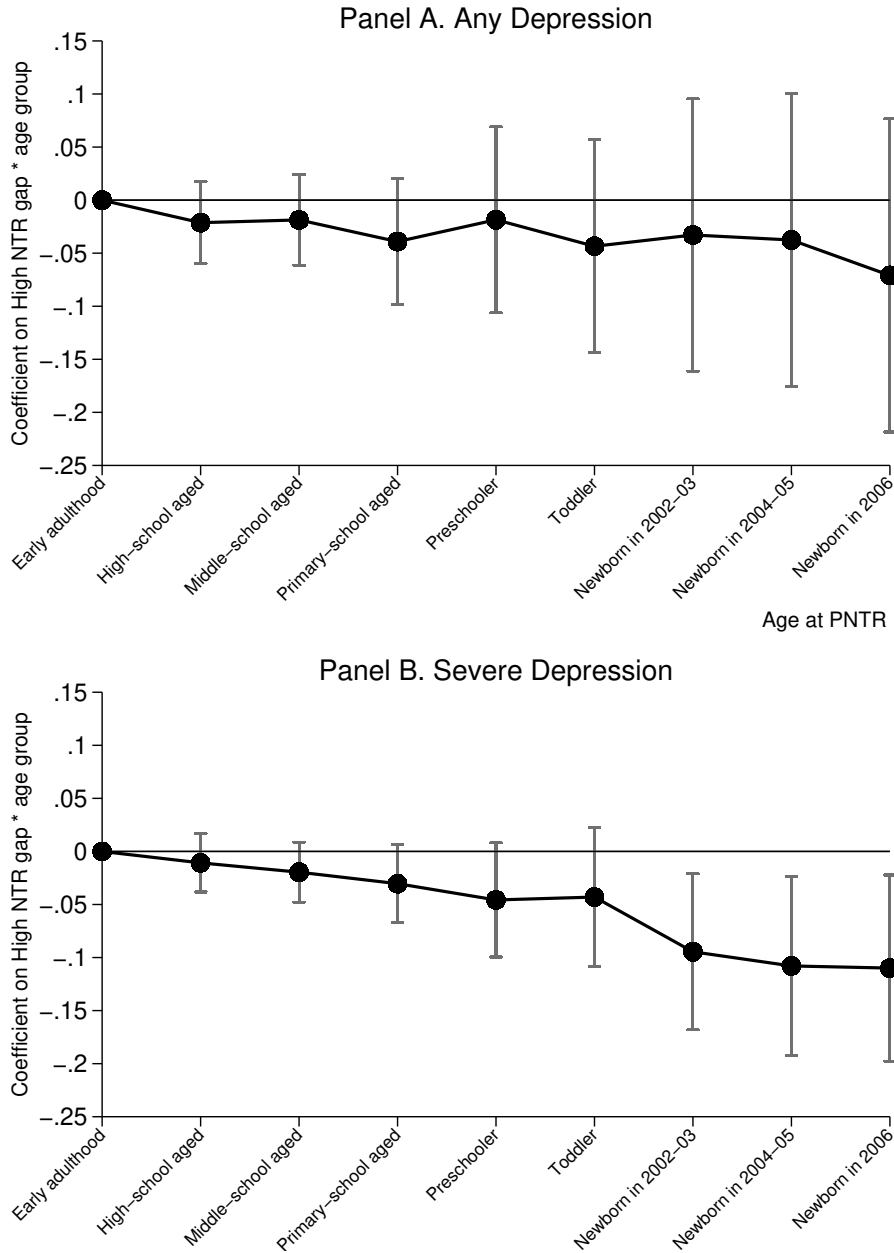 Panel A. Any Depression
Coefficient on High NTR gap * age group
.15
.1
.05
0
−.05
−.1
−.15
−.2
−.25
Early adulthood
High−school aged
Middle−school aged
Primary−school aged
Preschooler
Toddler
Newborn in 2002−03
Newborn in 2004−05
Newborn in 2006
Age at PNTR
Panel B. Severe Depression
Coefficient on High NTR gap * age group
.15
.1
.05
0
−.05
−.1
−.15
−.2
−.25
Early adulthood
High−school aged
Middle−school aged
Primary−school aged
Preschooler
Toddler
Newborn in 2002−03
Newborn in 2004−05
Newborn in 2006